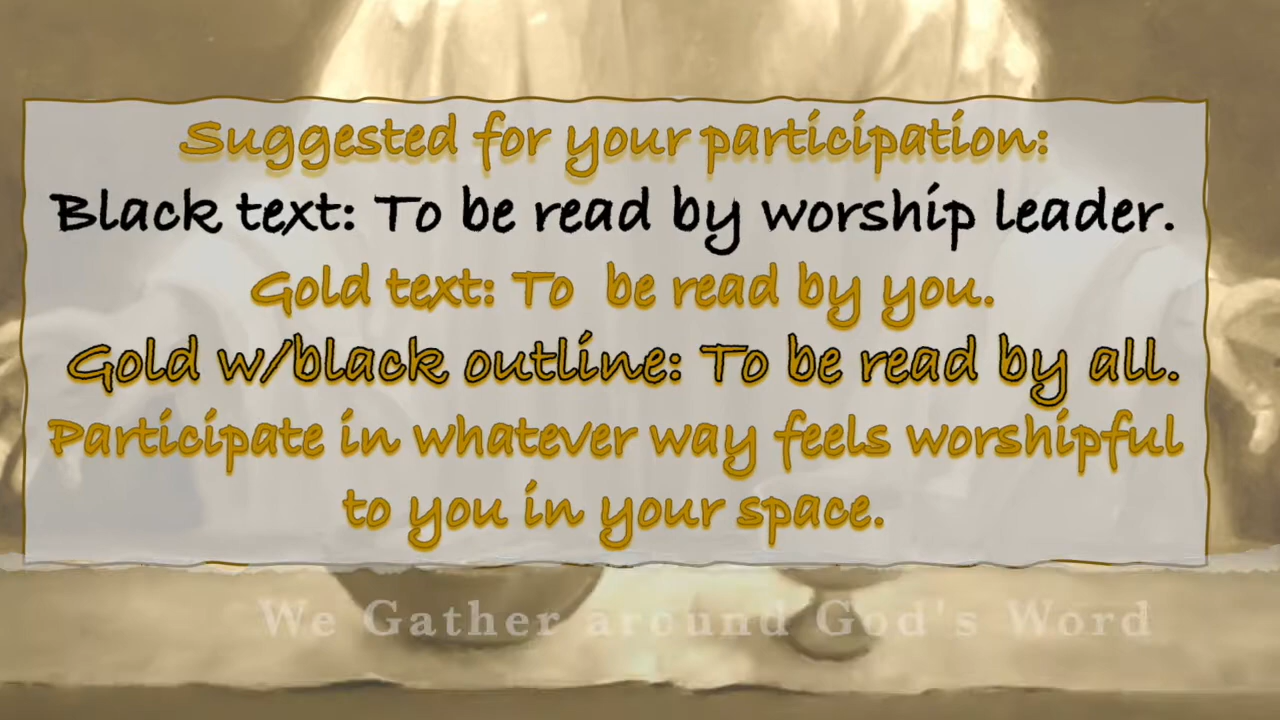 Suggested for your participation:
Black text: To be read by worship leader.
Gold text: To be read by you.
Gold w/black outline: To be read by all.
Participate in whatever way feels worshipful
to you in your space.
We Gather around God's Word